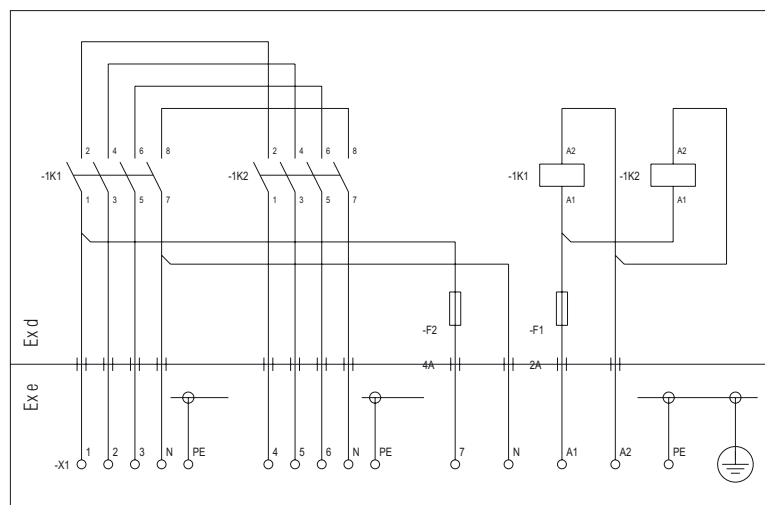 2 4 6 8 2 4 6 8 A2 A2
-1K1 -1K2 -1K1 -1K2
1 3 5 7 1 3 5 7 A1 A1
-F2 -F1
Ex d
4A 2A
Ex e
-X1 1 2 3 N PE 4 5 6 N PE 7 N A1 A2 PE